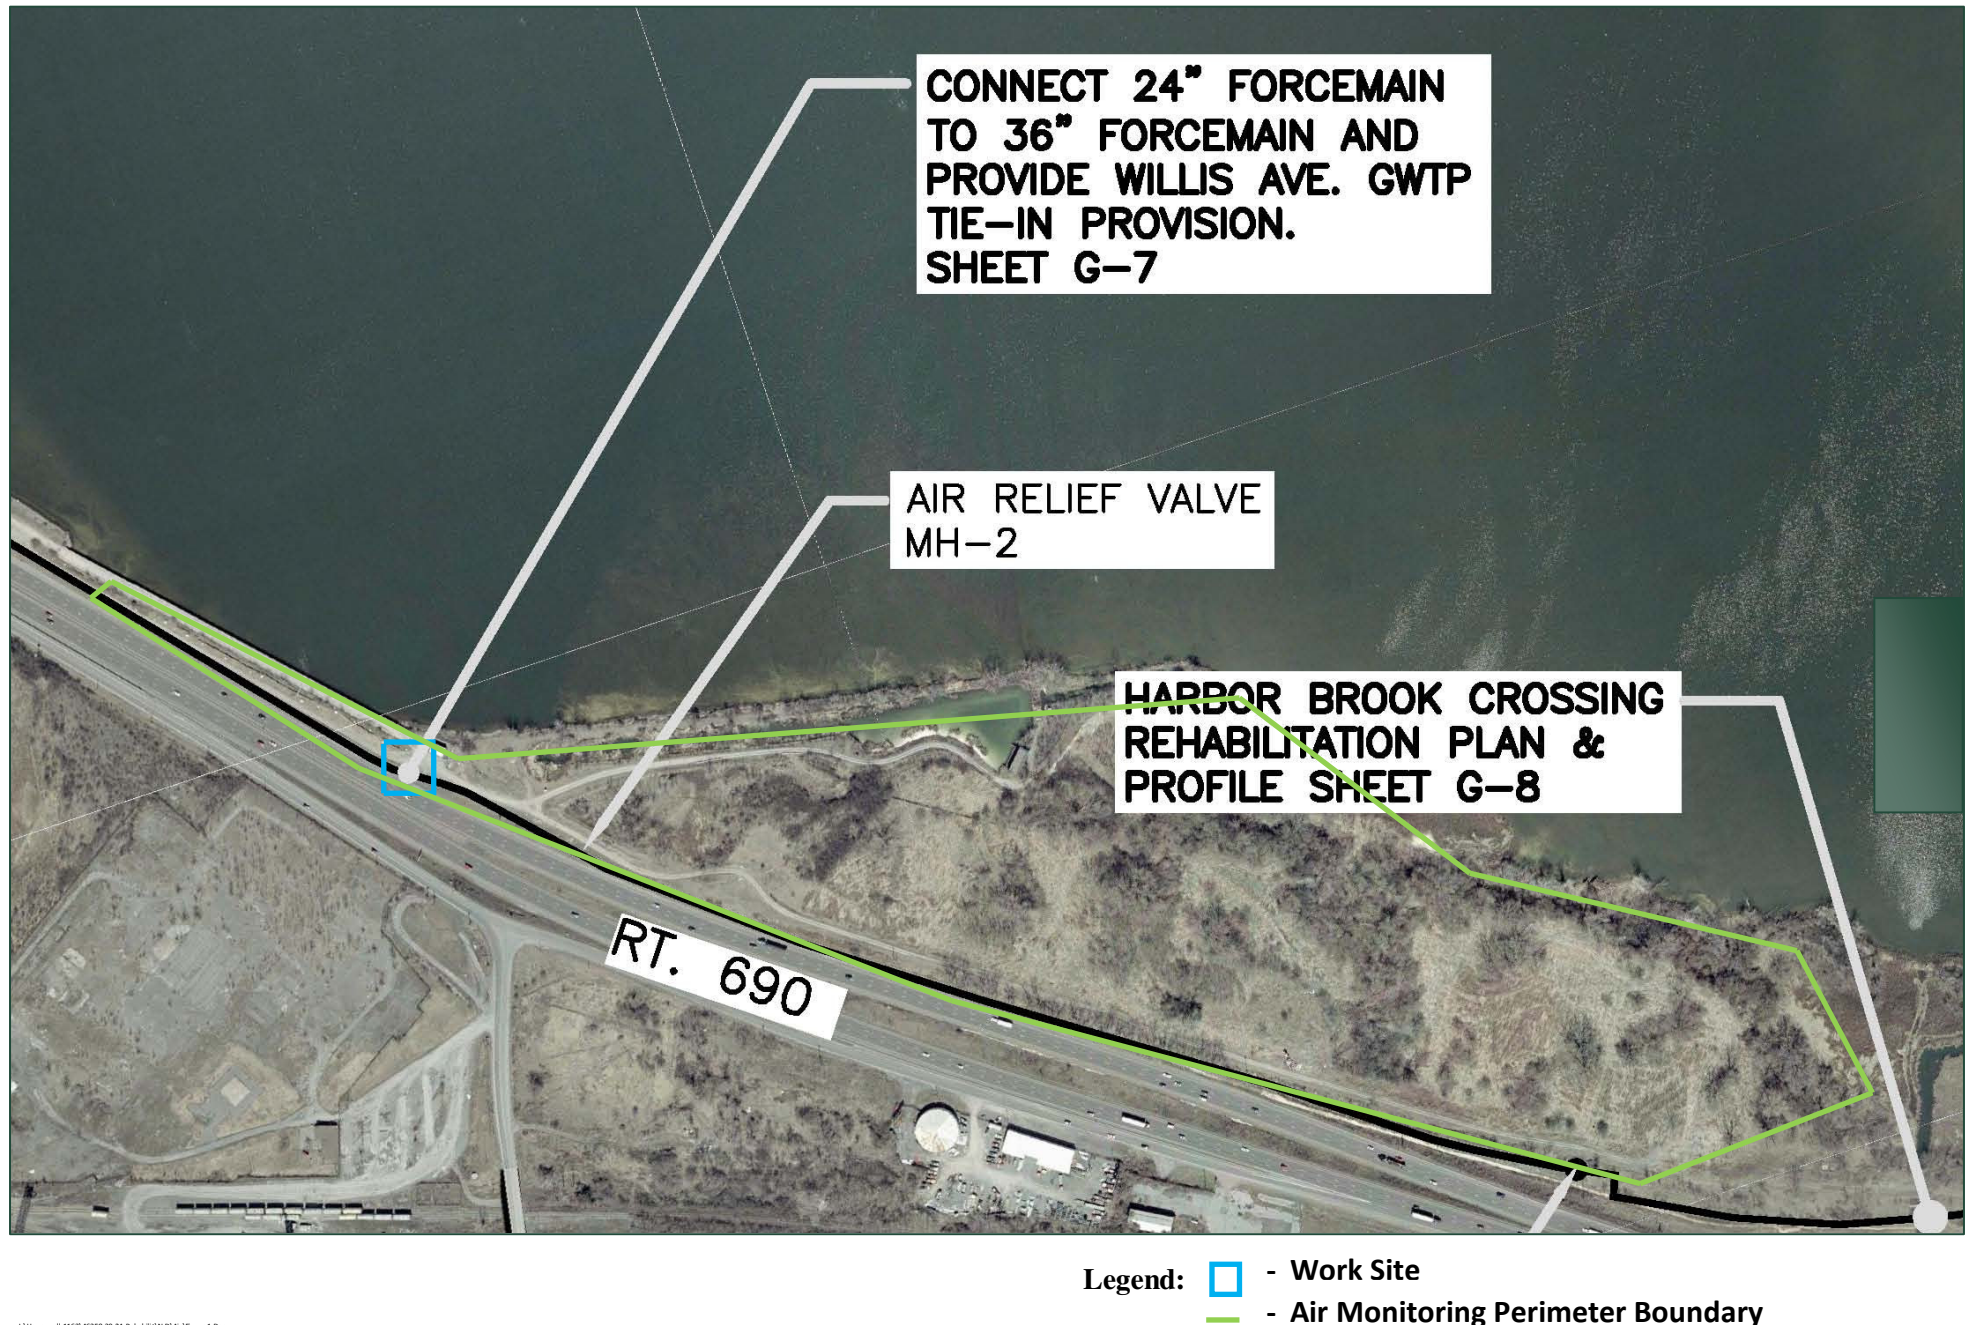 CONNECT 24" FORCEMAIN
TO 36" FORCEMAIN AND
PROVIDE WILLIS AVE. GWTP
TIE-IN PROVISION.
SHEET G-7
AIR RELIEF VALVE
MH-2
HARBOR BROOK CROSSING
REHABILITATION PLAN &
PROFILE SHEET G-8
RT. 690
Legend:
- Work Site
- Air Monitoring Perimeter Boundary